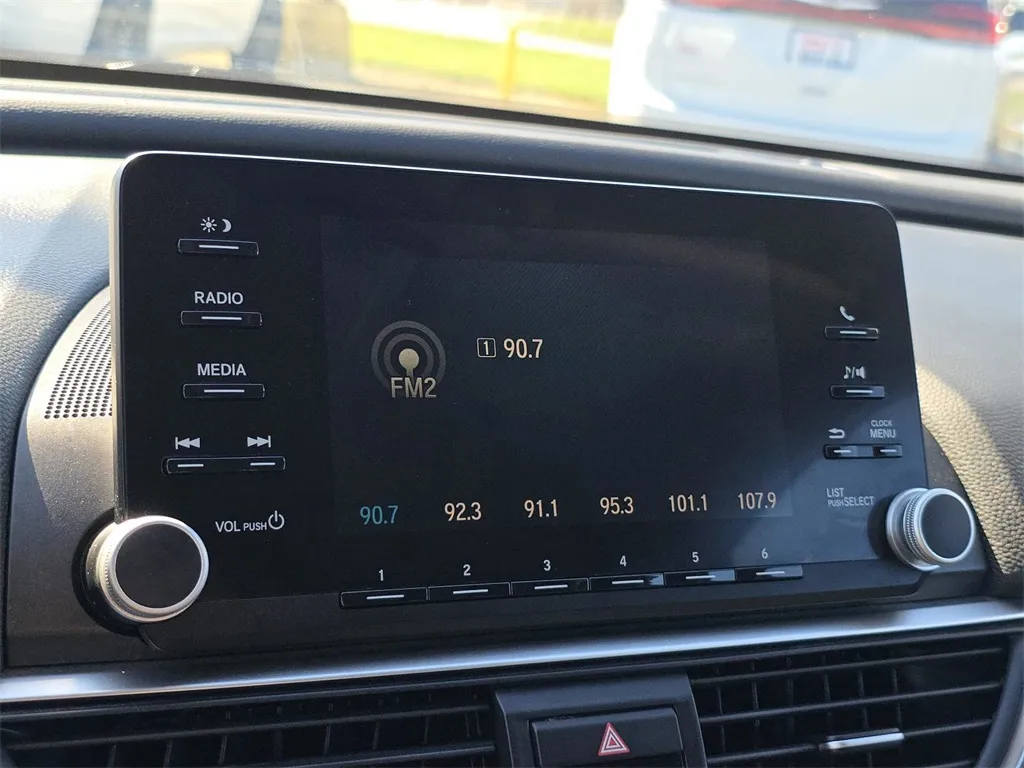 RADIO
MEDIA
VOL PUSH
FM2
1 90.7
90.7 92.3 91.1 95.3 101.1 107.9
1 2 3 4 5 6
CLOCK
MENU
LIST
PUSH SELECT